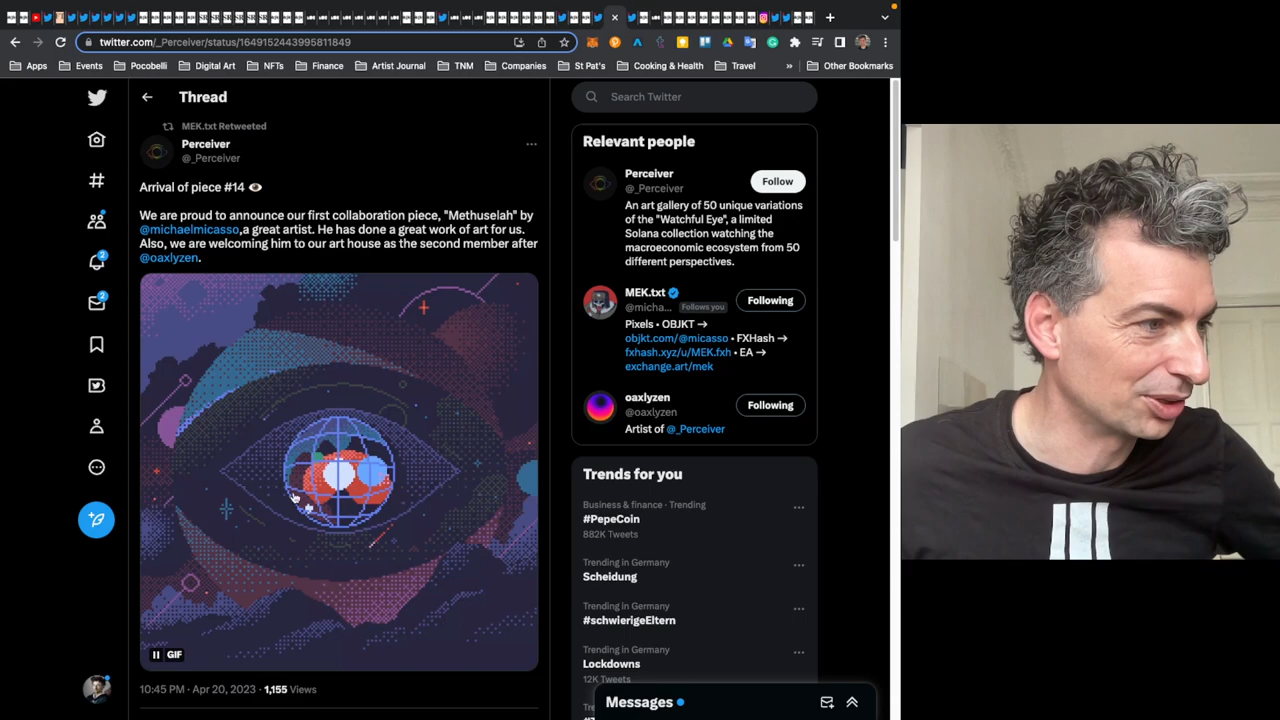 twitter.com/_Perceiver/status/1649152443995811849
Apps
Events
Pocobelli
Digital Art
NFTs
Finance
Artist Journal
TNM
Companies
St Pat's
Cooking & Health
Travel
»
Other Bookmarks
Thread
MEK.txt Retweeted
Perceiver
@_Perceiver
Arrival of piece #14
We are proud to announce our first collaboration piece, "Methuselah" by
@michaelmicasso,a great artist. He has done a great work of art for us.
Also, we are welcoming him to our art house as the second member after
@oaxlyzen.
GIF
10:45 PM · Apr 20, 2023 · 1,155 Views
2
2
Search Twitter
Relevant people
Perceiver
@_Perceiver
Follow
An art gallery of 50 unique variations
of the "Watchful Eye", a limited
Solana collection watching the
macroeconomic ecosystem from 50
different perspectives.
MEK.txt
@micha...
Follows you
Following
Pixels • OBJKT →
objkt.com/@micasso • FXHash →
fxhash.xyz/u/MEK.fxh • EA →
exchange.art/mek
oaxlyzen
@oaxlyzen
Following
Artist of @_Perceiver
Trends for you
Business & finance · Trending
#PepeCoin
882K Tweets
Trending in Germany
Scheidung
Trending in Germany
#schwierigeEltern
Trending in Germany
Lockdowns
12K Tweets
Messages